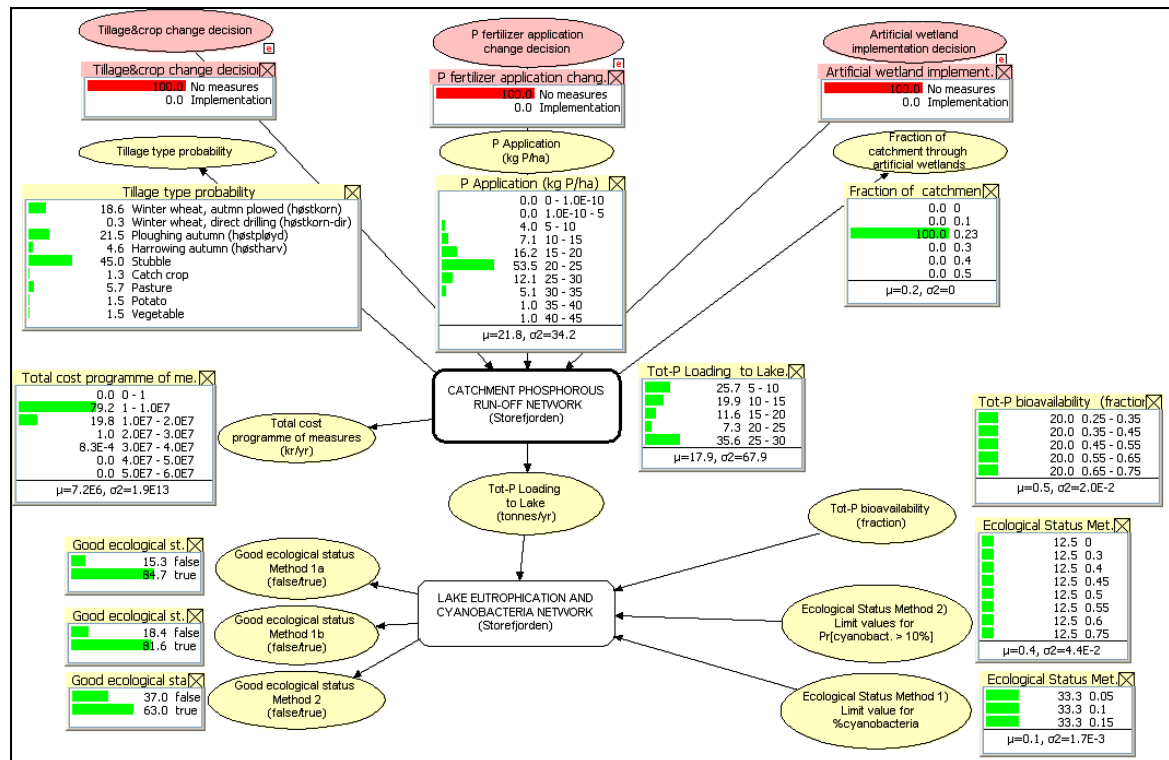 Tillage&crop change decision
e
Tillage&crop change decision
100.0 No measures
0.0 Implementation
P fertilizer application
change decision
e
P fertilizer application chang.
100.0 No measures
0.0 Implementation
Artificial wetland
implementation decision
e
Artificial wetland implement.
100.0 No measures
0.0 Implementation
Tillage type probability
Tillage type probability
18.6 Winter wheat, autmn plowed (høstkorn)
0.3 Winter wheat, direct drilling (høstkorn-dir)
21.5 Ploughing autumn (høstpløyd)
4.6 Harrowing autumn (høstharv)
45.0 Stubble
1.3 Catch crop
5.7 Pasture
1.5 Potato
1.5 Vegetable
P Application
(kg P/ha)
P Application (kg P/ha)
0.0 0 - 1.0E-10
0.0 1.0E-10 - 5
4.0 5 - 10
7.1 10 - 15
16.2 15 - 20
53.5 20 - 25
12.1 25 - 30
5.1 30 - 35
1.0 35 - 40
1.0 40 - 45
μ=21.8, σ2=34.2
Fraction of
catchment through
artificial wetlands
Fraction of catchmen
0.0 0
0.0 0.1
100.0 0.23
0.0 0.3
0.0 0.4
0.0 0.5
μ=0.2, σ2=0
Total cost programme of me..
0.0 0 - 1
79.2 1 - 1.0E7
19.8 1.0E7 - 2.0E7
1.0 2.0E7 - 3.0E7
8.3E-4 3.0E7 - 4.0E7
0.0 4.0E7 - 5.0E7
0.0 5.0E7 - 6.0E7
μ=7.2E6, σ2=1.9E13
Total cost
programme of measures
(kr/yr)
CATCHMENT PHOSPHOROUS
RUN-OFF NETWORK
(Storefjorden)
Tot-P Loading to Lake.
25.7 5 - 10
19.9 10 - 15
11.6 15 - 20
7.3 20 - 25
35.6 25 - 30
μ=17.9, σ2=67.9
Tot-P bioavailability (fraction
20.0 0.25 - 0.35
20.0 0.35 - 0.45
20.0 0.45 - 0.55
20.0 0.55 - 0.65
20.0 0.65 - 0.75
μ=0.5, σ2=2.0E-2
Tot-P Loading
to Lake
(tonnes/yr)
Tot-P bioavailability
(fraction)
Good ecological st.
15.3 false
84.7 true
Good ecological status
Method 1a
(false/true)
Good ecological st.
18.4 false
81.6 true
Good ecological status
Method 1b
(false/true)
Good ecological sta
37.0 false
63.0 true
Good ecological status
Method 2
(false/true)
LAKE EUTROPHICATION AND
CYANOBACTERIA NETWORK
(Storefjorden)
Ecological Status Method 2)
Limit values for
Pr[cyanobact. > 10%]
Ecological Status Met.
12.5 0
12.5 0.3
12.5 0.4
12.5 0.45
12.5 0.5
12.5 0.55
12.5 0.6
12.5 0.75
μ=0.4, σ2=4.4E-2
Ecological Status Method 1)
Limit value for
%cyanobacteria
Ecological Status Met.
33.3 0.05
33.3 0.1
33.3 0.15
μ=0.1, σ2=1.7E-3